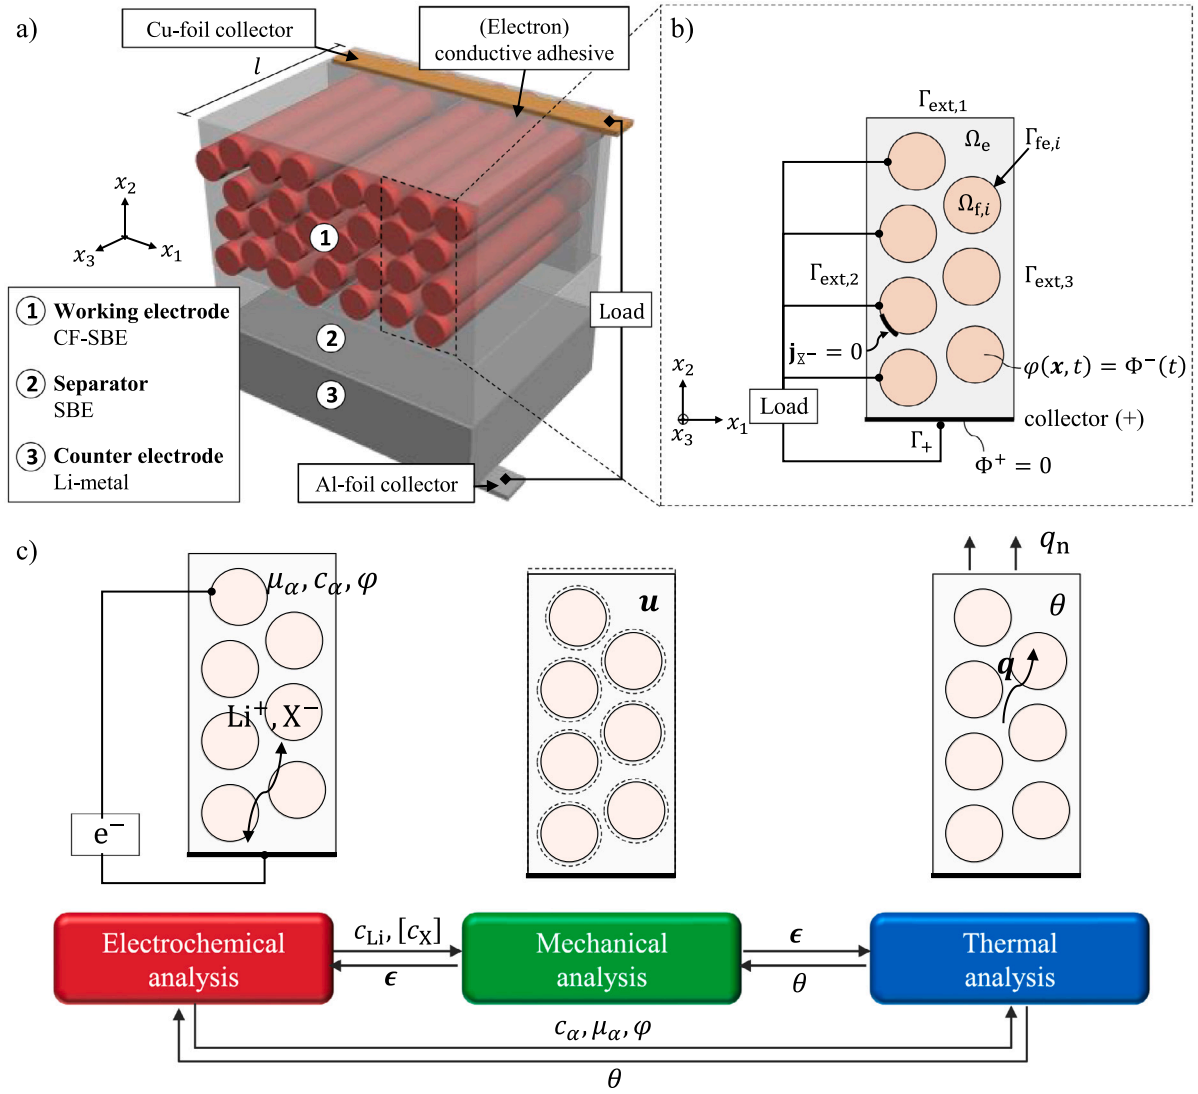 a)
Cu-foil collector
(Electron)
conductive adhesive
l
x₂
x₃
x₁
1
2
3
Load
1 Working electrode
CF-SBE
2 Separator
SBE
3 Counter electrode
Li-metal
Al-foil collector
b)
Γext,1
Ωe
Γfe,i
Ωf,i
Γext,2
Γext,3
jX⁻ = 0
φ(x, t) = Φ⁻(t)
x₂
x₃
x₁
Load
collector (+)
Γ₊
Φ⁺ = 0
c)
μα, cα, φ
Li⁺, X⁻
e⁻
u
qn
θ
q
Electrochemical
analysis
cLi, [cX]
ϵ
Mechanical
analysis
ϵ
θ
Thermal
analysis
cα, μα, φ
θ